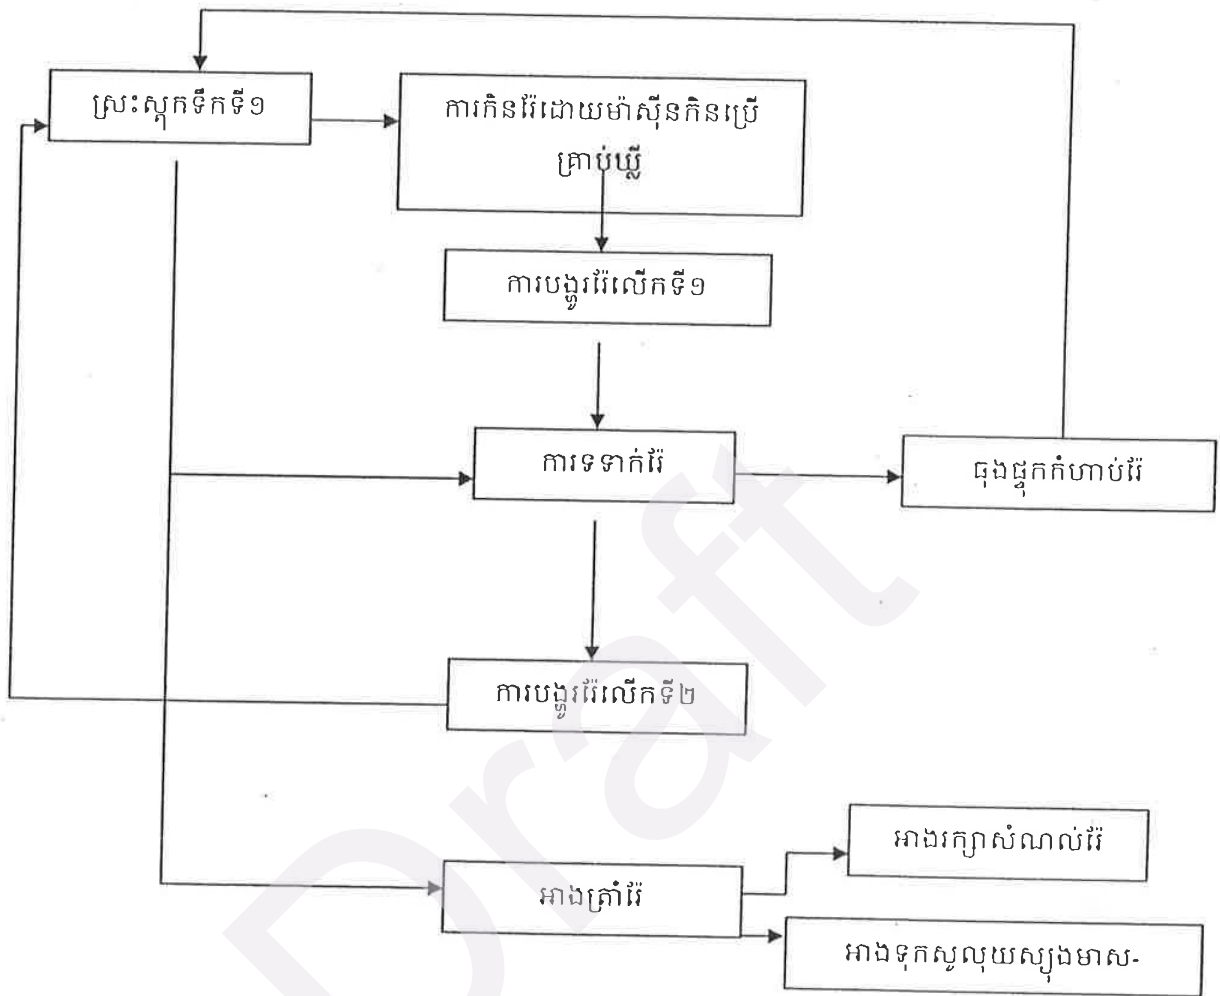 ស្រះស្តុកទឹកទី១
ការកិនរ៉ែដោយម៉ាស៊ីនកិនប្រើ
គ្រាប់ឃ្លី
ការបង្ហូររ៉ែលើកទី១
ការទទាក់រ៉ែ
ធុងផ្ទុកកំហាប់រ៉ែ
ការបង្ហូររ៉ែលើកទី២
អាងរក្សាសំណល់រ៉ែ
អាងត្រាំរ៉ែ
អាងទុកសូលុយស្យុងមាស-
Draft